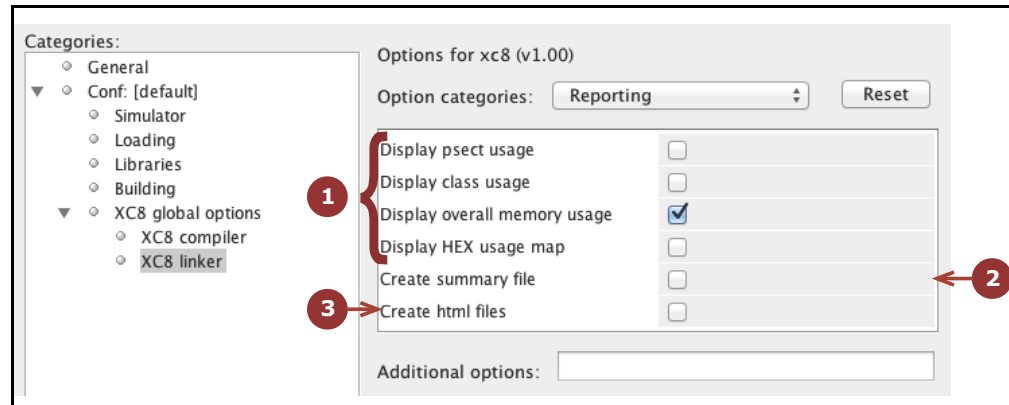 Categories:
General
Conf: [default]
Simulator
Loading
Libraries
Building
XC8 global options
XC8 compiler
XC8 linker
Options for xc8 (v1.00)
Option categories: Reporting Reset
1
Display psect usage
Display class usage
Display overall memory usage
Display HEX usage map
Create summary file
2
3
Create html files
Additional options: